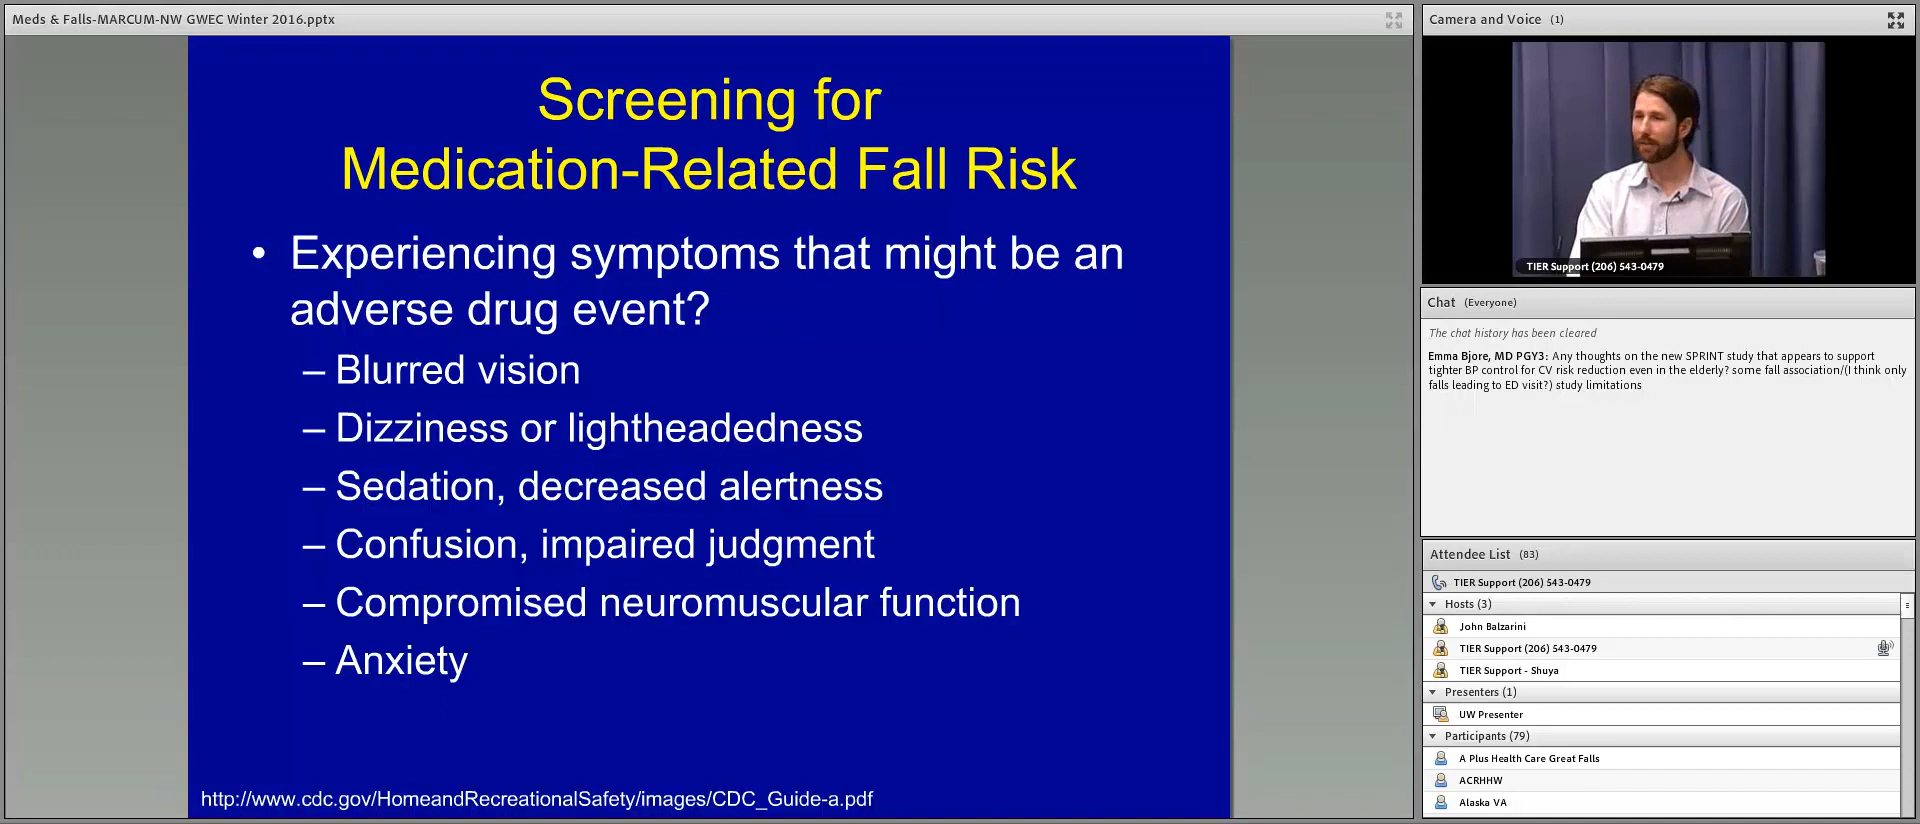 Meds & Falls-MARCUM-NW GWEC Winter 2016.pptx
Screening for
Medication-Related Fall Risk
• Experiencing symptoms that might be an
adverse drug event?
– Blurred vision
– Dizziness or lightheadedness
– Sedation, decreased alertness
– Confusion, impaired judgment
– Compromised neuromuscular function
– Anxiety
http://www.cdc.gov/HomeandRecreationalSafety/images/CDC_Guide-a.pdf
Camera and Voice (1)
TIER Support (206) 543-0479
Chat (Everyone)
The chat history has been cleared
Emma Bjore, MD PGY3: Any thoughts on the new SPRINT study that appears to support
tighter BP control for CV risk reduction even in the elderly? some fall association/(I think only
falls leading to ED visit?) study limitations
Attendee List (83)
TIER Support (206) 543-0479
Hosts (3)
John Balzarini
TIER Support (206) 543-0479
TIER Support - Shuya
Presenters (1)
UW Presenter
Participants (79)
A Plus Health Care Great Falls
ACRHHW
Alaska VA